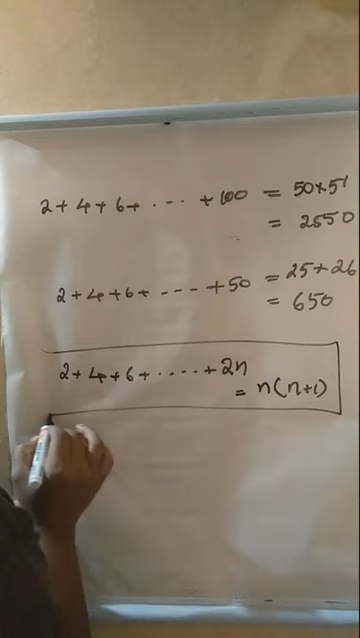 2+4+6+ ... +100 = 50×51
= 2550
2+4+6+ ---- +50 = 25×26
= 650
2+4+6+.....+2n
= n(n+1)